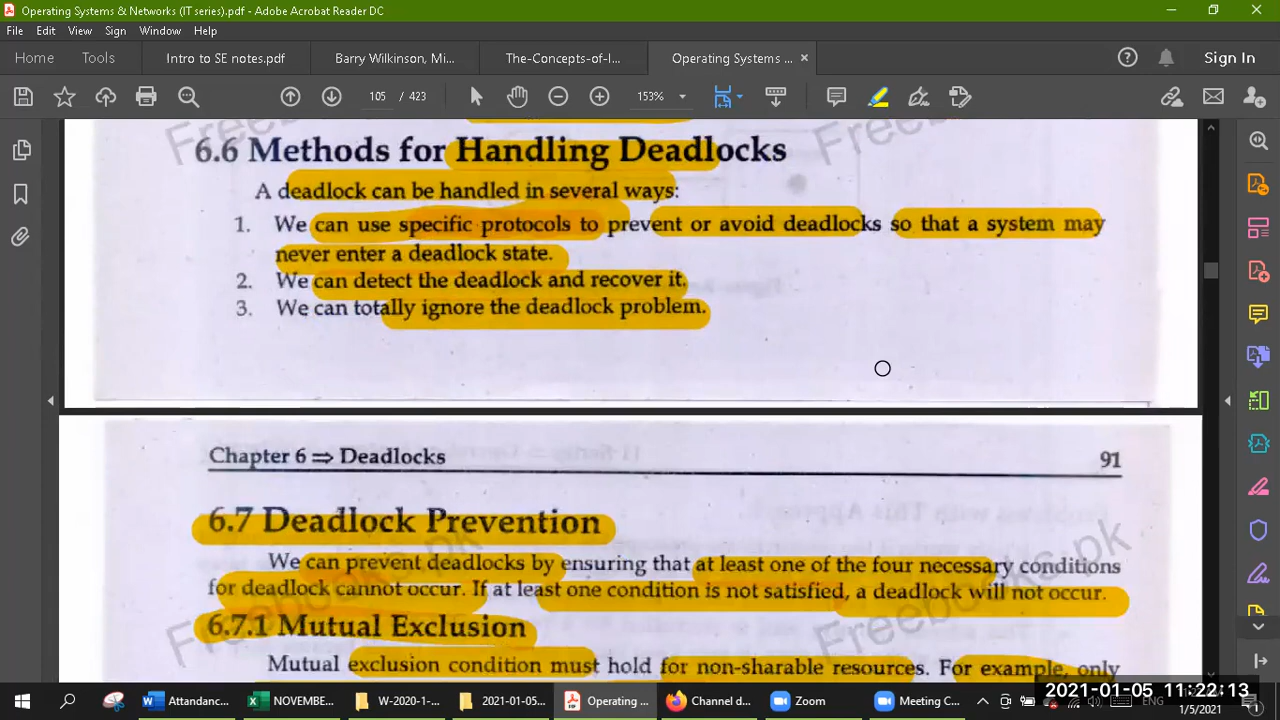 Operating Systems & Networks (IT series).pdf - Adobe Acrobat Reader DC
File Edit View Sign Window Help
Home Tools Intro to SE notes.pdf Barry Wilkinson, Mi... The-Concepts-of-I... Operating Systems ... × Sign In
105 / 423 153%
Freebooks Freebooks
6.6 Methods for Handling Deadlocks
A deadlock can be handled in several ways:
1. We can use specific protocols to prevent or avoid deadlocks so that a system may
never enter a deadlock state.
2. We can detect the deadlock and recover it.
3. We can totally ignore the deadlock problem.
Chapter 6 ⇒ Deadlocks 91
6.7 Deadlock Prevention
We can prevent deadlocks by ensuring that at least one of the four necessary conditions
for deadlock cannot occur. If at least one condition is not satisfied, a deadlock will not occur.
Freebooks.pk Freebooks.pk
6.7.1 Mutual Exclusion
Mutual exclusion condition must hold for non-sharable resources. For example, only
Attandanc... NOVEMBE... W-2020-1-... 2021-01-05... Operating ... Channel d... Zoom Meeting C... ENG
2021-01-05 11:22:13
1/5/2021